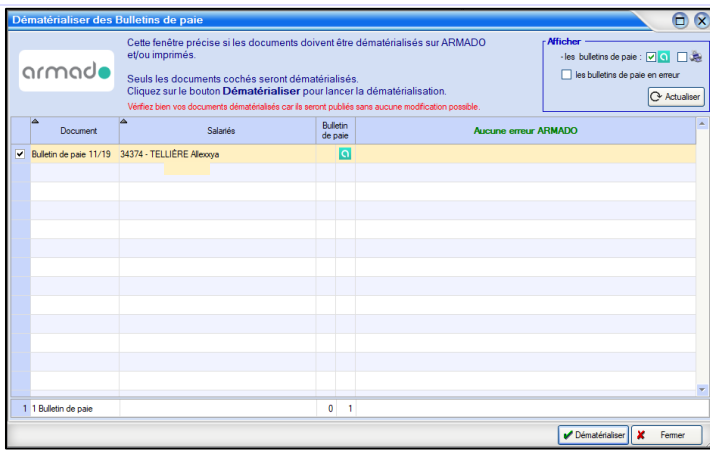 Dématérialiser des Bulletins de paie
armado
Cette fenêtre précise si les documents doivent être dématérialisés sur ARMADO
et/ou imprimés.
Seuls les documents cochés seront dématérialisés.
Cliquez sur le bouton Dématérialiser pour lancer la dématérialisation.
Vérifiez bien vos documents dématérialisés car ils seront publiés sans aucune modification possible.
Afficher
- les bulletins de paie :
les bulletins de paie en erreur
Actualiser
Document Salariés Bulletin de paie Aucune erreur ARMADO
Bulletin de paie 11/19 34374 - TELLIÈRE Allexxya
1 1 Bulletin de paie 0 1
Dématérialiser Fermer